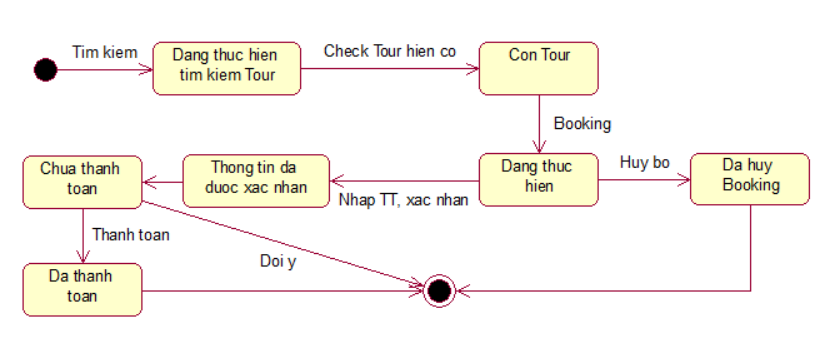 Tim kiem
Dang thuc hien
tim kiem Tour
Check Tour hien co
Con Tour
Booking
Dang thuc
hien
Huy bo
Da huy
Booking
Nhap TT, xac nhan
Thong tin da
duoc xac nhan
Chua thanh
toan
Thanh toan
Doi y
Da thanh
toan